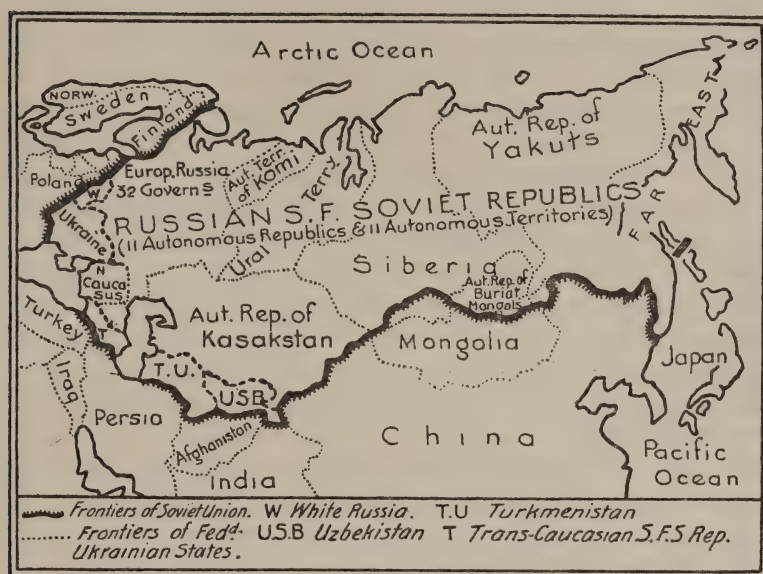 Arctic Ocean
NORW.
Sweden
Finland
EAST
Aut. Rep. of
Yakuts
Aut. Terr.
of Komi
Terry
Europ. Russia
32 Governs
Poland
W
RUSSIAN S.F. SOVIET REPUBLICS
(11 Autonomous Republics & 11 Autonomous Territories)
FAR
Ukraine
Ural
Siberia
N
Cauca
sus
Aut. Rep. of
Buriat
Mongols
Turkey
T
Aut. Rep. of
Kasakstan
Mongolia
Japan
Iraq
T.U.
U.S.B
Persia
Afghanistan
China
Pacific
Ocean
India
Frontiers of Soviet Union. W White Russia. T.U Turkmenistan
Frontiers of Fedd. U.S.B Uzbekistan T Trans-Caucasian S.F.S Rep.
Ukrainian States.